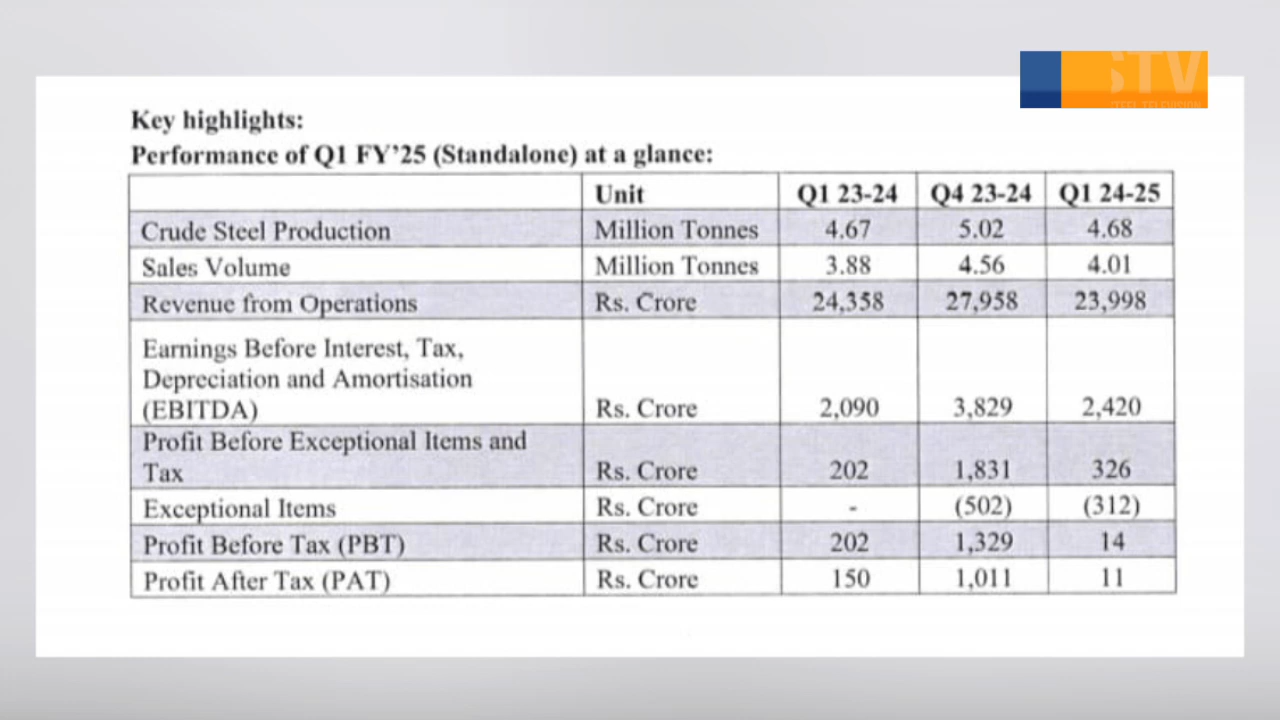 STV
STEEL TELEVISION
Key highlights:
Performance of Q1 FY’25 (Standalone) at a glance:
Unit Q1 23-24 Q4 23-24 Q1 24-25
Crude Steel Production Million Tonnes 4.67 5.02 4.68
Sales Volume Million Tonnes 3.88 4.56 4.01
Revenue from Operations Rs. Crore 24,358 27,958 23,998
Earnings Before Interest, Tax,
Depreciation and Amortisation
(EBITDA) Rs. Crore 2,090 3,829 2,420
Profit Before Exceptional Items and
Tax Rs. Crore 202 1,831 326
Exceptional Items Rs. Crore - (502) (312)
Profit Before Tax (PBT) Rs. Crore 202 1,329 14
Profit After Tax (PAT) Rs. Crore 150 1,011 11